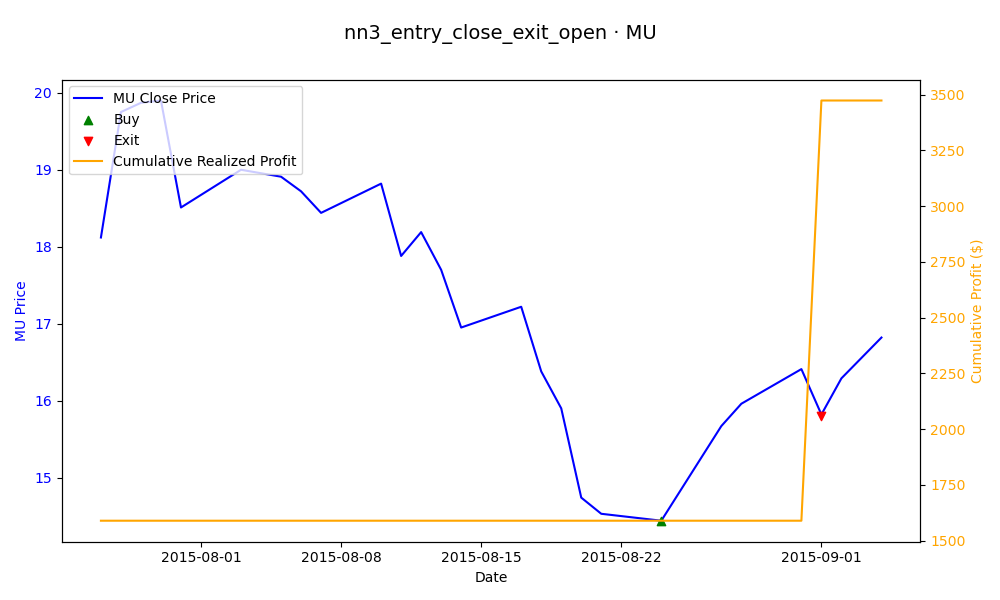 nn3_entry_close_exit_open · MU
MU Close Price
Buy
Exit
Cumulative Realized Profit
20
19
18
17
16
15
MU Price
3500
3250
3000
2750
2500
2250
2000
1750
1500
Cumulative Profit ($)
2015-08-01
2015-08-08
2015-08-15
2015-08-22
2015-09-01
Date